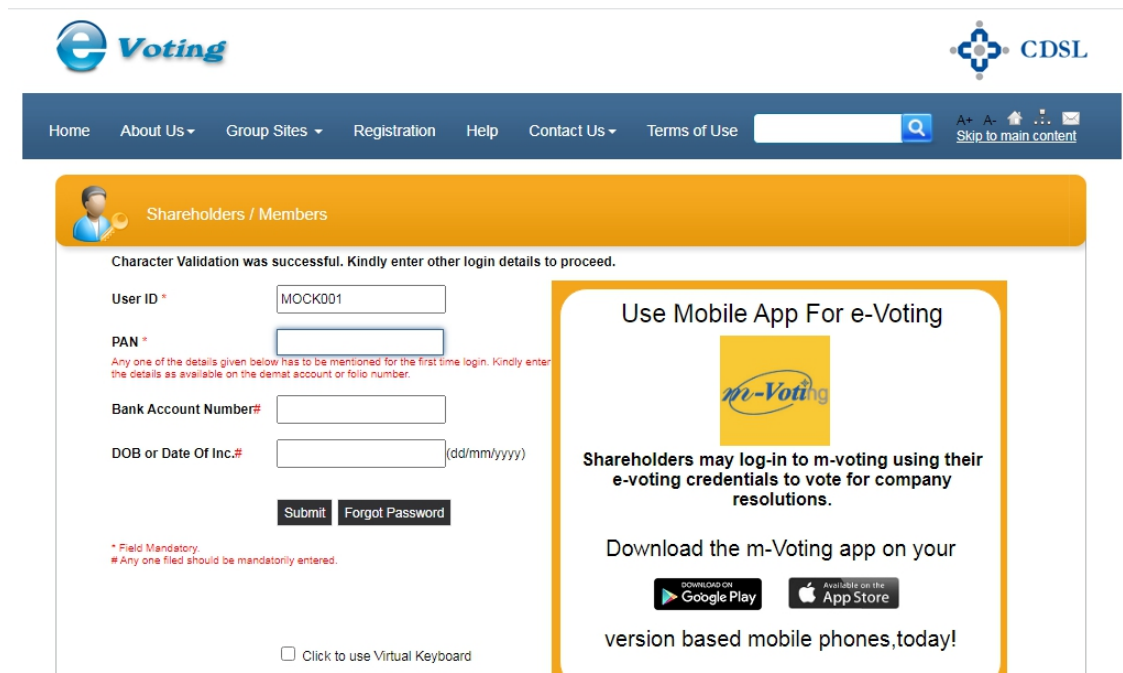 e Voting
CDSL
Home About Us Group Sites Registration Help Contact Us Terms of Use
A+ A-
Skip to main content
Shareholders / Members
Character Validation was successful. Kindly enter other login details to proceed.
User ID * MOCK001
PAN *
Any one of the details given below has to be mentioned for the first time login. Kindly enter
the details as available on the demat account or folio number.
Bank Account Number#
DOB or Date Of Inc.# (dd/mm/yyyy)
Submit Forgot Password
* Field Mandatory.
# Any one filed should be mandatorily entered.
Click to use Virtual Keyboard
Use Mobile App For e-Voting
m-Voting
Shareholders may log-in to m-voting using their
e-voting credentials to vote for company
resolutions.
Download the m-Voting app on your
DOWNLOAD ON
Google Play
Available on the
App Store
version based mobile phones,today!